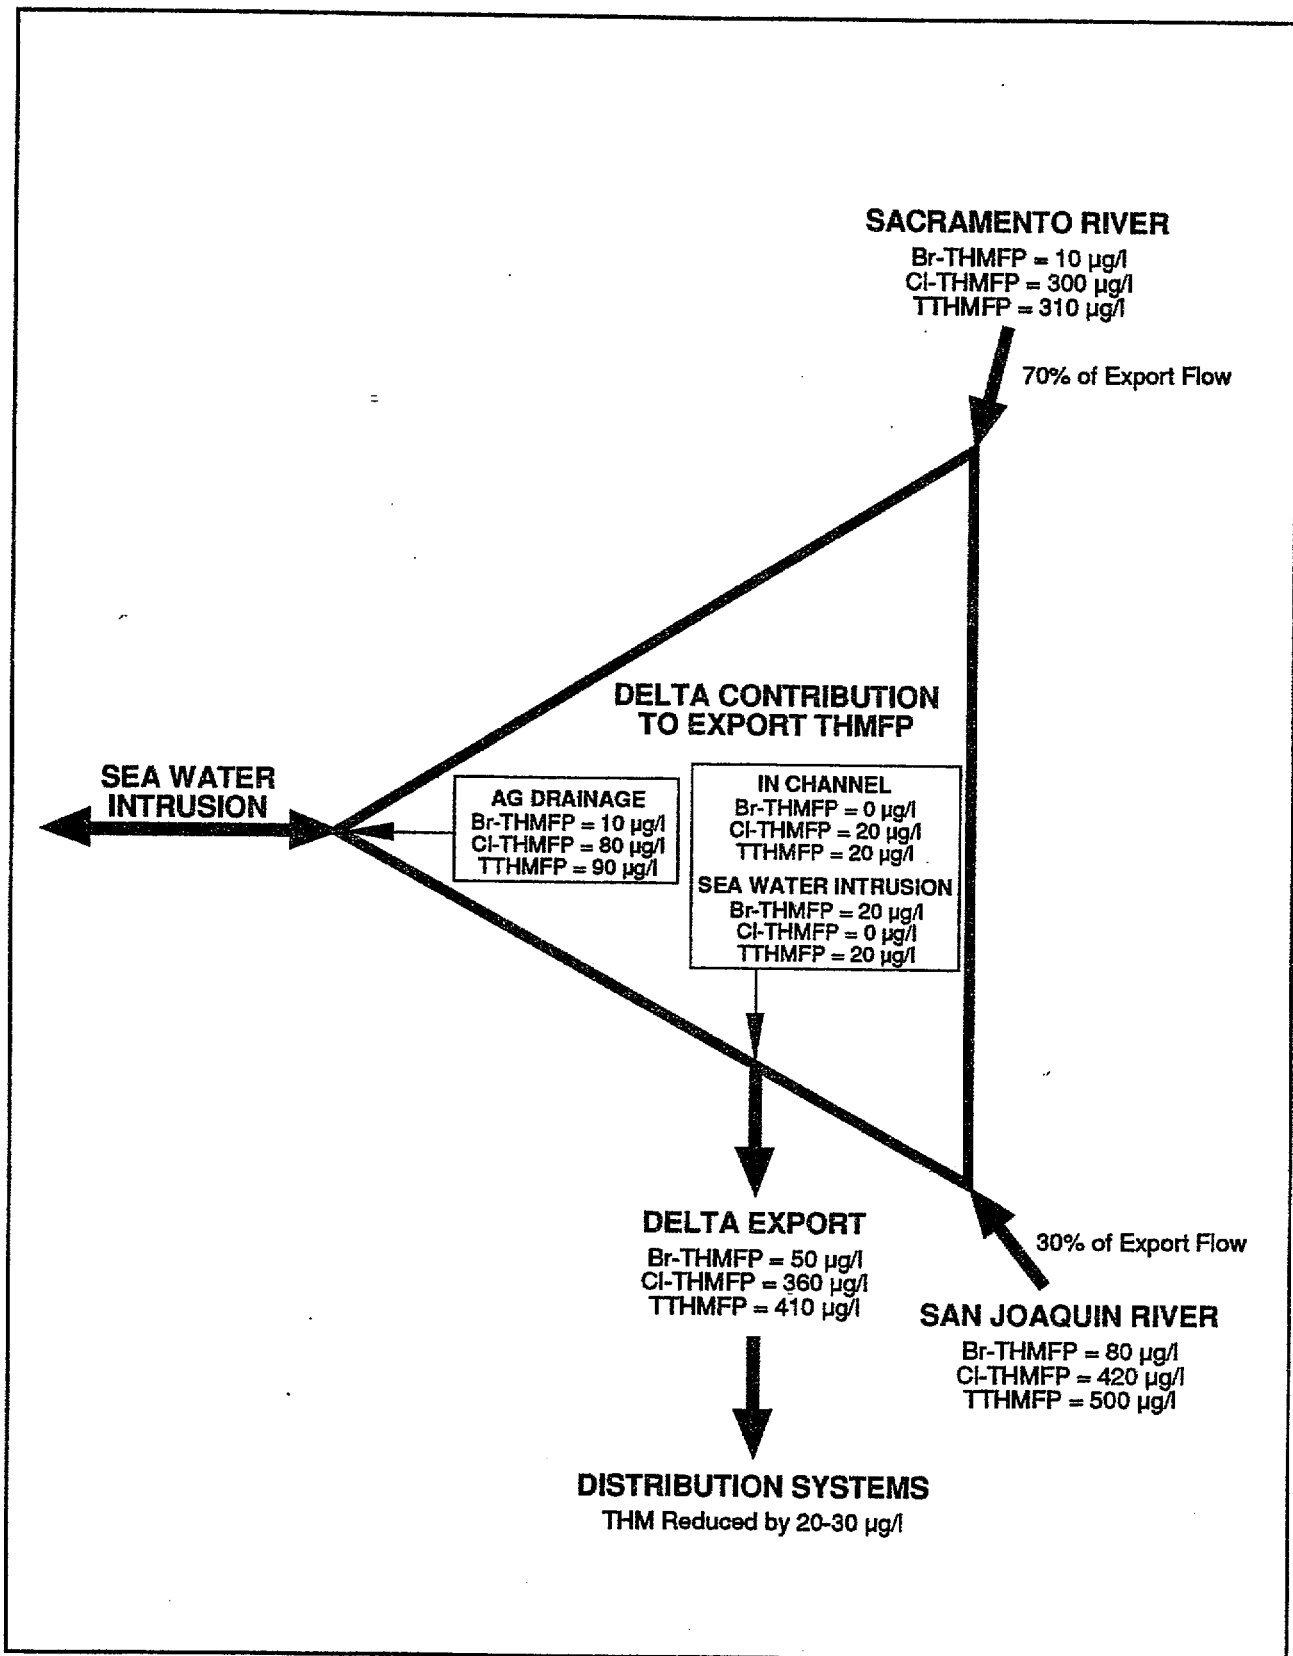 SACRAMENTO RIVER
Br-THMFP = 10 µg/l
Cl-THMFP = 300 µg/l
TTHMFP = 310 µg/l
70% of Export Flow
DELTA CONTRIBUTION
TO EXPORT THMFP
SEA WATER
INTRUSION
AG DRAINAGE
Br-THMFP = 10 µg/l
Cl-THMFP = 80 µg/l
TTHMFP = 90 µg/l
IN CHANNEL
Br-THMFP = 0 µg/l
Cl-THMFP = 20 µg/l
TTHMFP = 20 µg/l
SEA WATER INTRUSION
Br-THMFP = 20 µg/l
Cl-THMFP = 0 µg/l
TTHMFP = 20 µg/l
DELTA EXPORT
Br-THMFP = 50 µg/l
Cl-THMFP = 360 µg/l
TTHMFP = 410 µg/l
30% of Export Flow
SAN JOAQUIN RIVER
Br-THMFP = 80 µg/l
Cl-THMFP = 420 µg/l
TTHMFP = 500 µg/l
DISTRIBUTION SYSTEMS
THM Reduced by 20-30 µg/l